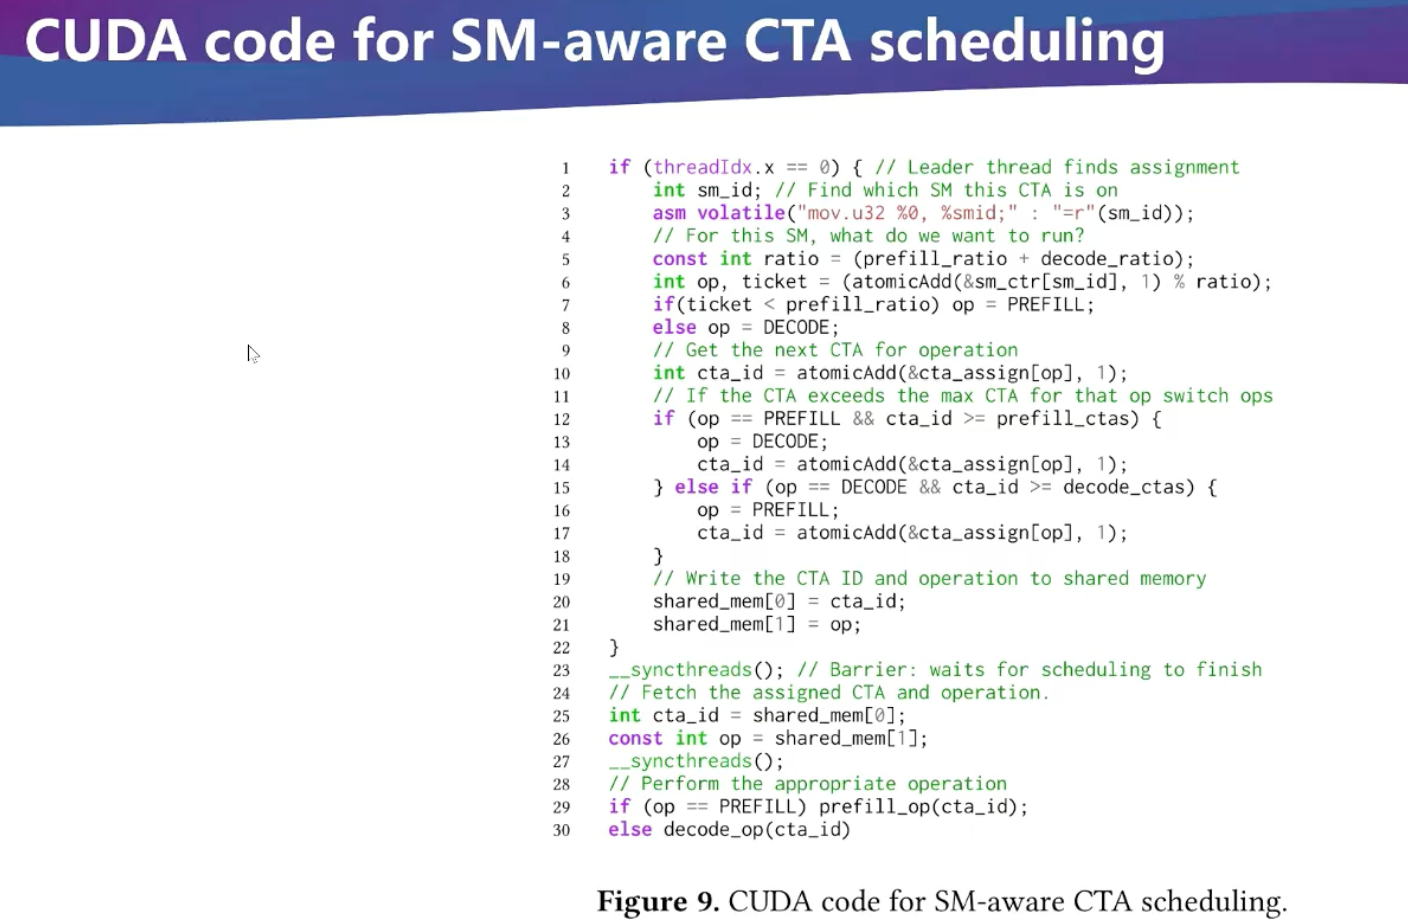 CUDA code for SM-aware CTA scheduling
1 if (threadIdx.x == 0) { // Leader thread finds assignment
2 int sm_id; // Find which SM this CTA is on
3 asm volatile("mov.u32 %0, %smid;" : "=r"(sm_id));
4 // For this SM, what do we want to run?
5 const int ratio = (prefill_ratio + decode_ratio);
6 int op, ticket = (atomicAdd(&sm_ctr[sm_id], 1) % ratio);
7 if(ticket < prefill_ratio) op = PREFILL;
8 else op = DECODE;
9 // Get the next CTA for operation
10 int cta_id = atomicAdd(&cta_assign[op], 1);
11 // If the CTA exceeds the max CTA for that op switch ops
12 if (op == PREFILL && cta_id >= prefill_ctas) {
13 op = DECODE;
14 cta_id = atomicAdd(&cta_assign[op], 1);
15 } else if (op == DECODE && cta_id >= decode_ctas) {
16 op = PREFILL;
17 cta_id = atomicAdd(&cta_assign[op], 1);
18 }
19 // Write the CTA ID and operation to shared memory
20 shared_mem[0] = cta_id;
21 shared_mem[1] = op;
22 }
23 __syncthreads(); // Barrier: waits for scheduling to finish
24 // Fetch the assigned CTA and operation.
25 int cta_id = shared_mem[0];
26 const int op = shared_mem[1];
27 __syncthreads();
28 // Perform the appropriate operation
29 if (op == PREFILL) prefill_op(cta_id);
30 else decode_op(cta_id)
Figure 9. CUDA code for SM-aware CTA scheduling.